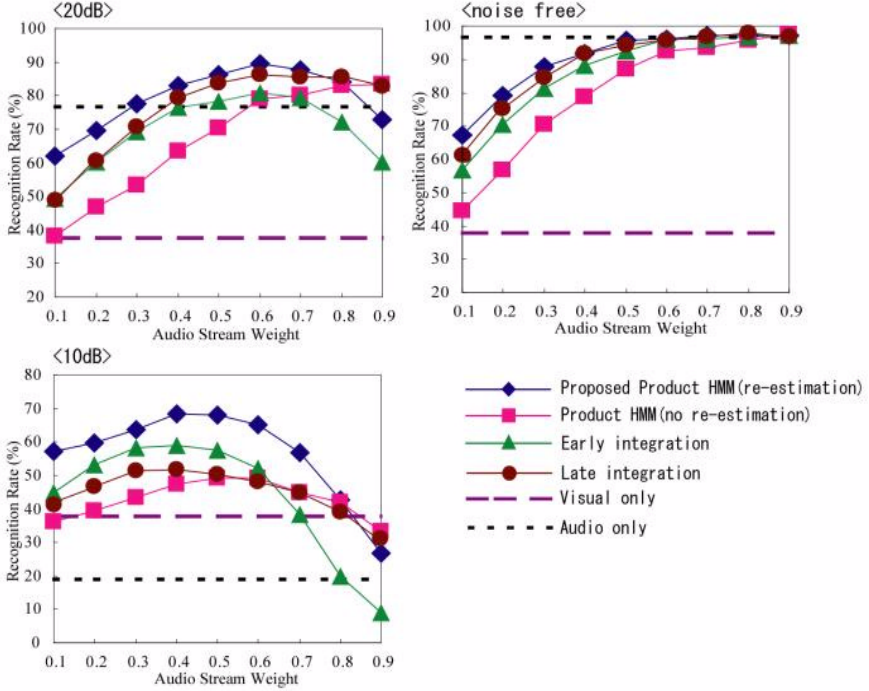 <20dB>
100
90
80
70
60
50
40
30
20
Recognition Rate (%)
0.1 0.2 0.3 0.4 0.5 0.6 0.7 0.8 0.9
Audio Stream Weight
<noise free>
100
90
80
70
60
50
40
30
20
Recognition Rate (%)
0.1 0.2 0.3 0.4 0.5 0.6 0.7 0.8 0.9
Audio Stream Weight
<10dB>
80
70
60
50
40
30
20
10
0
Recognition Rate (%)
0.1 0.2 0.3 0.4 0.5 0.6 0.7 0.8 0.9
Audio Stream Weight
Proposed Product HMM(re-estimation)
Product HMM(no re-estimation)
Early integration
Late integration
Visual only
Audio only